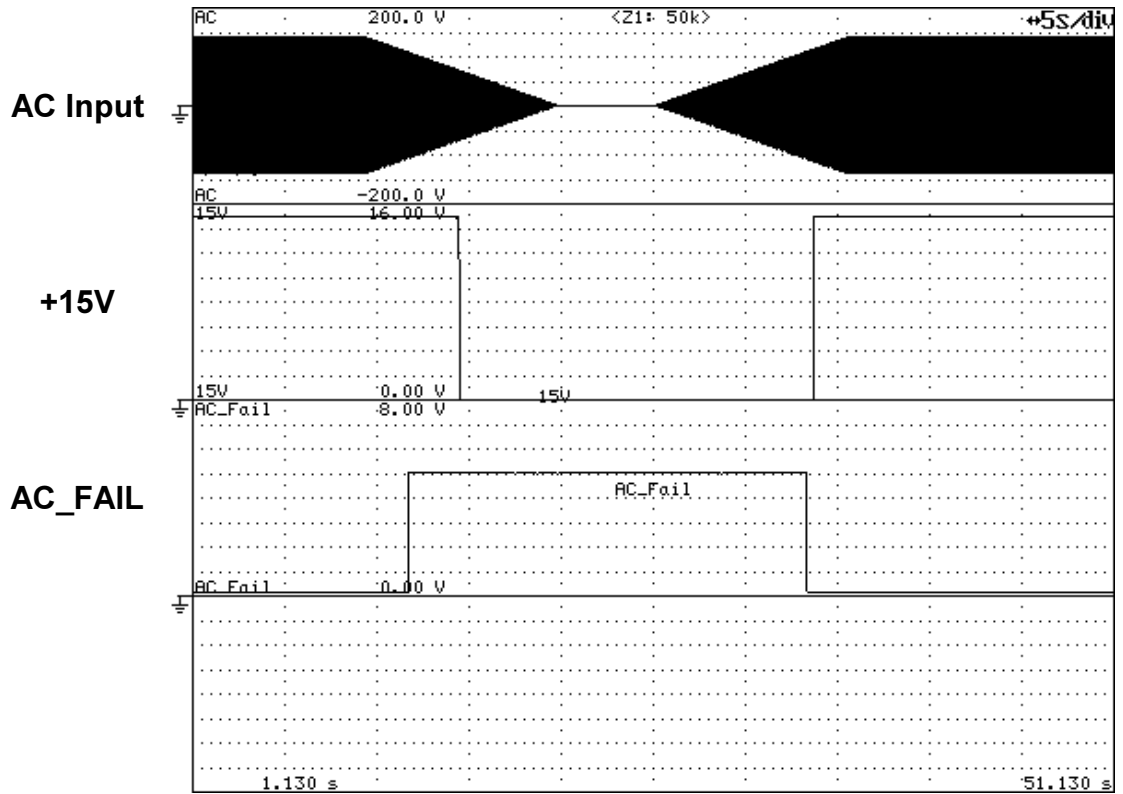 AC 200.0 V <Z1: 50k> ↔5s/div
AC Input
AC -200.0 V
15V 16.00 V
+15V
15V 0.00 V 15V
AC_Fail 8.00 V
AC_FAIL
AC_Fail
AC_Fail 0.00 V
1.130 s 51.130 s